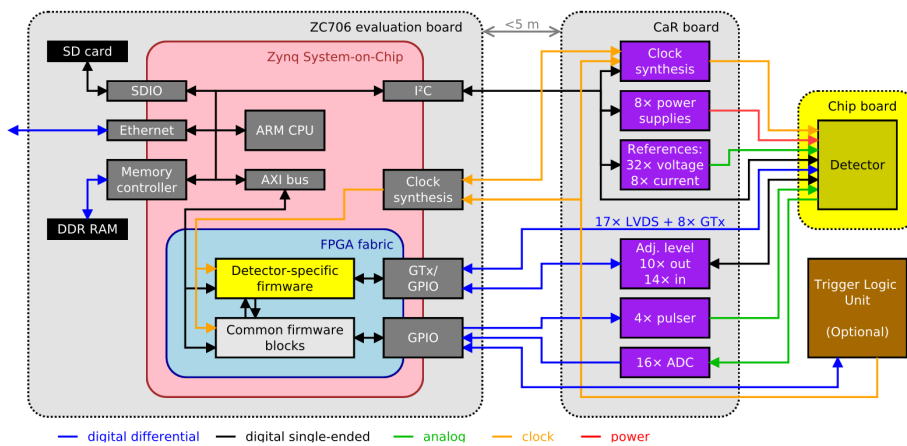 ZC706 evaluation board
<5 m
CaR board
SD card
Zynq System-on-Chip
Clock
synthesis
SDIO
I²C
8× power
supplies
Chip board
Ethernet
ARM CPU
References:
32× voltage
8× current
Detector
Memory
controller
AXI bus
Clock
synthesis
DDR RAM
17× LVDS + 8× GTx
FPGA fabric
Detector-specific
firmware
GTx/
GPIO
Adj. level
10× out
14× in
Trigger Logic
Unit
(Optional)
Common firmware
blocks
GPIO
4× pulser
16× ADC
digital differential
digital single-ended
analog
clock
power